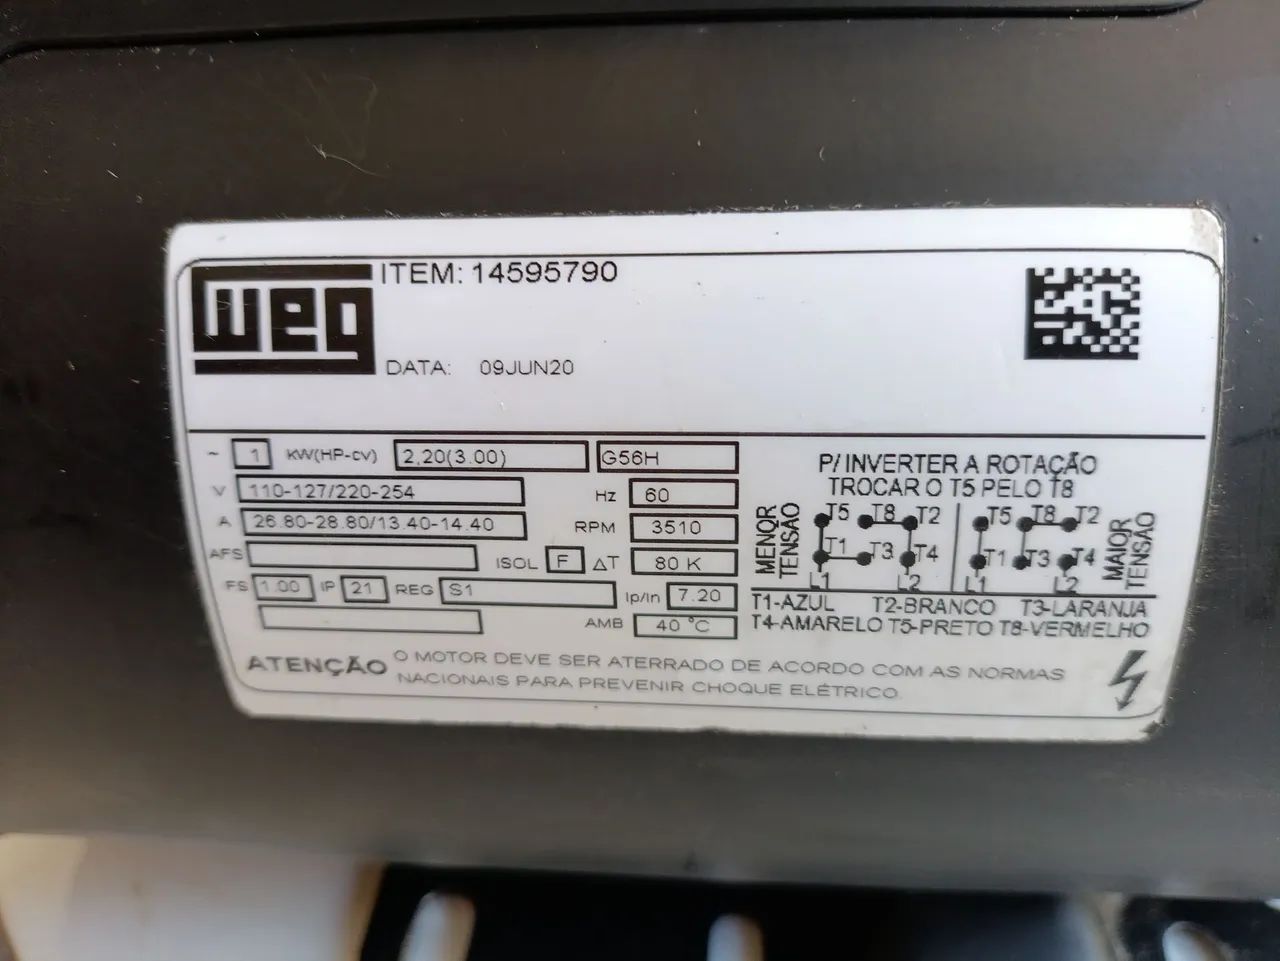 weg
ITEM: 14595790
DATA: 09JUN20
~ 1 KW(HP-cv) 2,20(3.00) G56H
V 110-127/220-254 Hz 60
A 26.80-28.80/13.40-14.40 RPM 3510
AFS ISOL F ΔT 80 K
FS 1.00 IP 21 REG S1 Ip/In 7.20
AMB 40 °C
P/ INVERTER A ROTAÇÃO
TROCAR O T5 PELO T8
MENOR TENSÃO
T5 T8 T2
T1 T3 T4
L1 L2
T5 T8 T2
T1 T3 T4
L1 L2
MAIOR TENSÃO
T1-AZUL T2-BRANCO T3-LARANJA
T4-AMARELO T5-PRETO T8-VERMELHO
ATENÇÃO O MOTOR DEVE SER ATERRADO DE ACORDO COM AS NORMAS
NACIONAIS PARA PREVENIR CHOQUE ELÉTRICO.